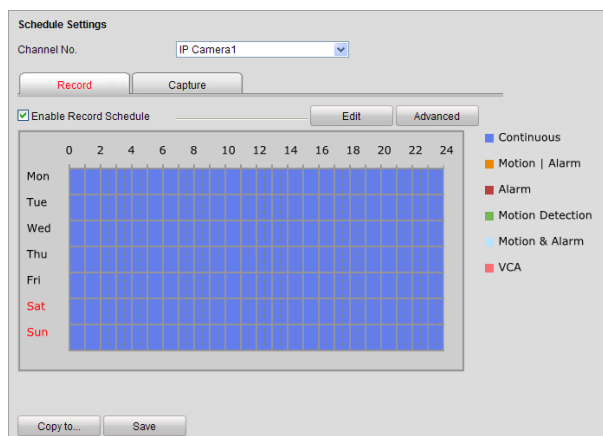 Schedule Settings
Channel No. IP Camera1
Record Capture
Enable Record Schedule Edit Advanced
0 2 4 6 8 10 12 14 16 18 20 22 24
Mon
Tue
Wed
Thu
Fri
Sat
Sun
Continuous
Motion | Alarm
Alarm
Motion Detection
Motion & Alarm
VCA
Copy to... Save